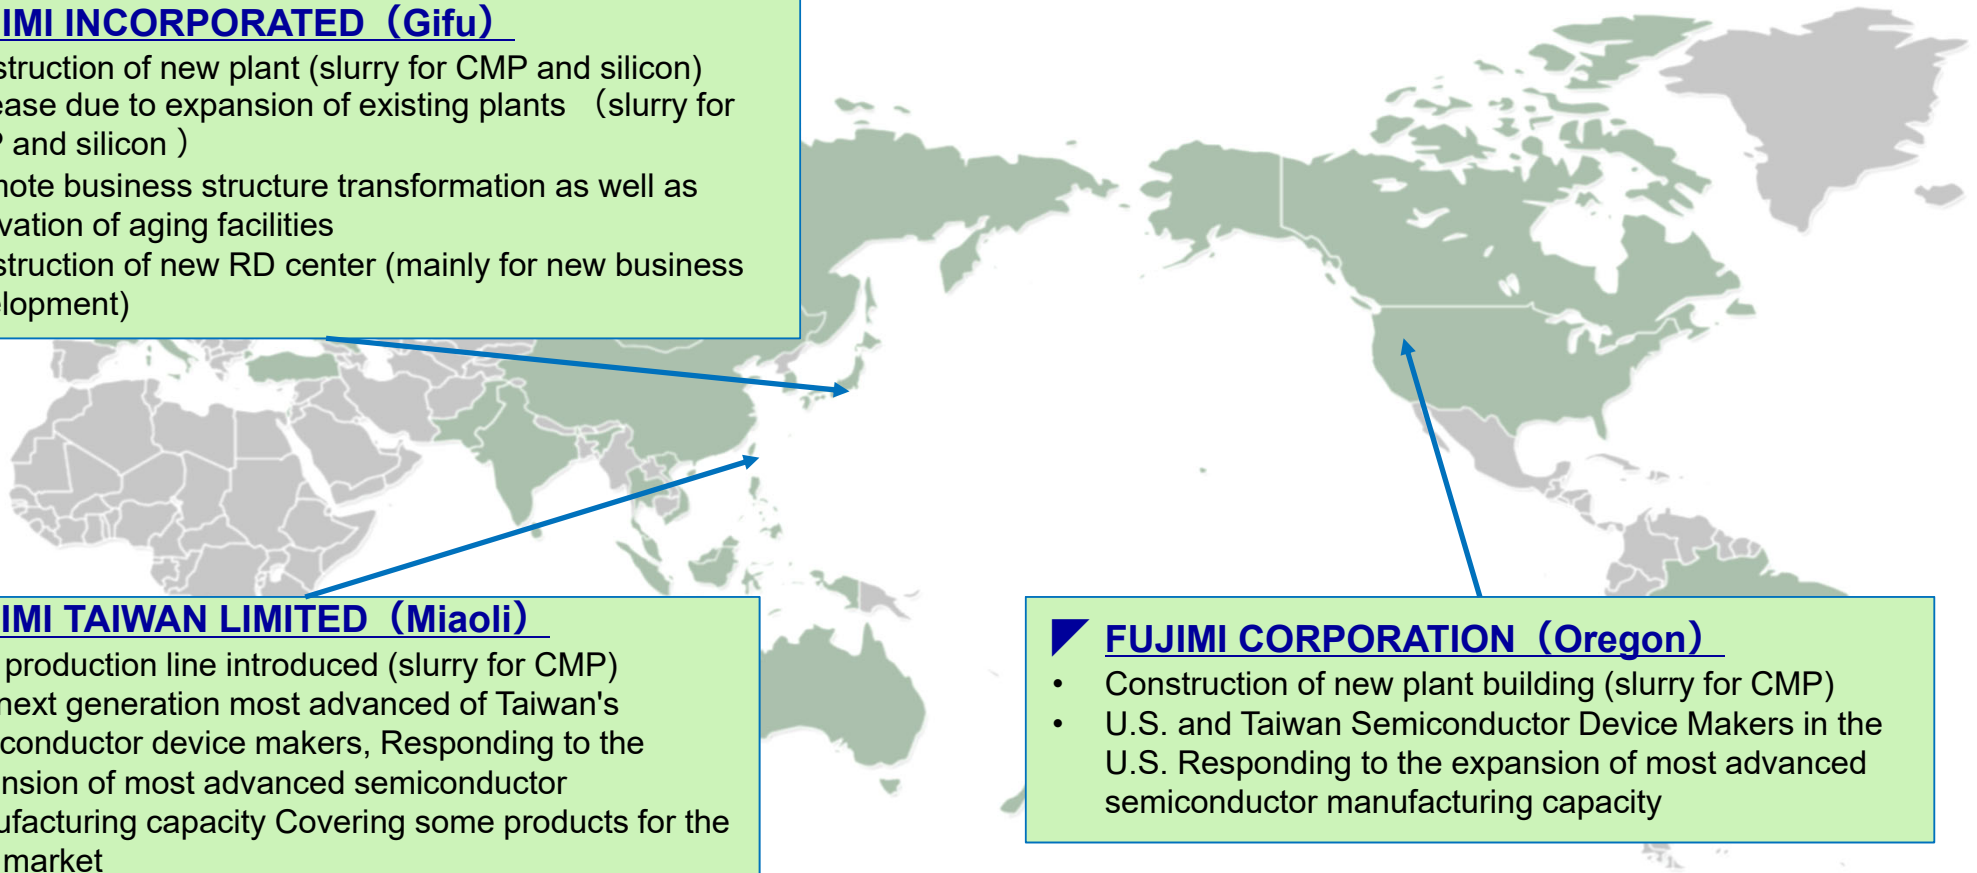 IMI INCORPORATED（Gifu）
struction of new plant (slurry for CMP and silicon)
ease due to expansion of existing plants （slurry for
and silicon ）
note business structure transformation as well as
vation of aging facilities
struction of new RD center (mainly for new business
elopment)
IMI TAIWAN LIMITED（Miaoli）
production line introduced (slurry for CMP)
next generation most advanced of Taiwan's
conductor device makers, Responding to the
nsion of most advanced semiconductor
ufacturing capacity Covering some products for the
market
FUJIMI CORPORATION（Oregon）
• Construction of new plant building (slurry for CMP)
• U.S. and Taiwan Semiconductor Device Makers in the
U.S. Responding to the expansion of most advanced
semiconductor manufacturing capacity